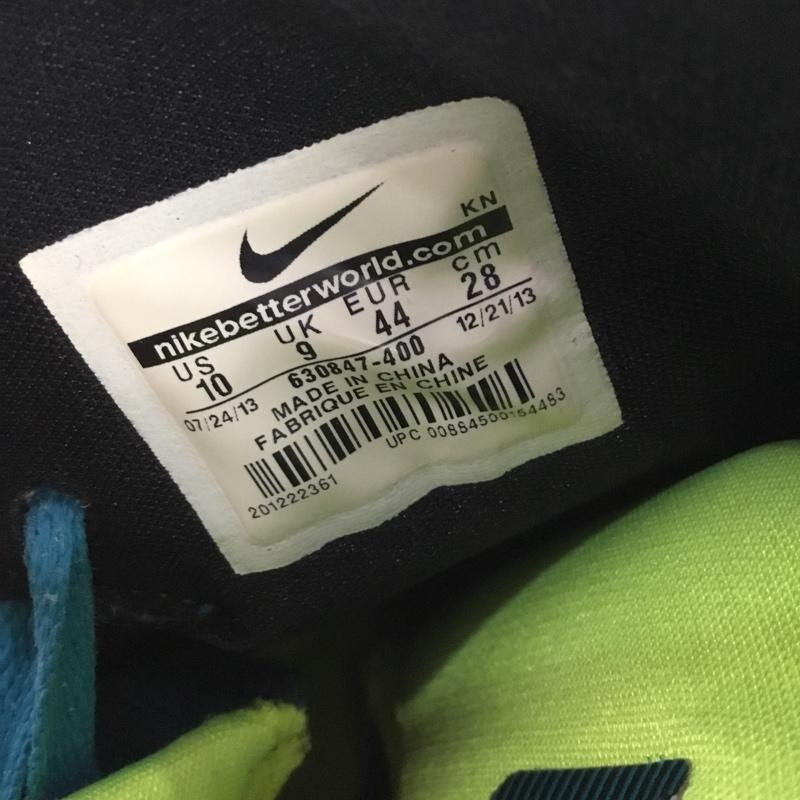 KN
nikebetterworld.com
US UK EUR cm
10 9 44 28
07/24/13 630847-400 12/21/13
MADE IN CHINA
FABRIQUE EN CHINE
UPC 00884500154483
201222361